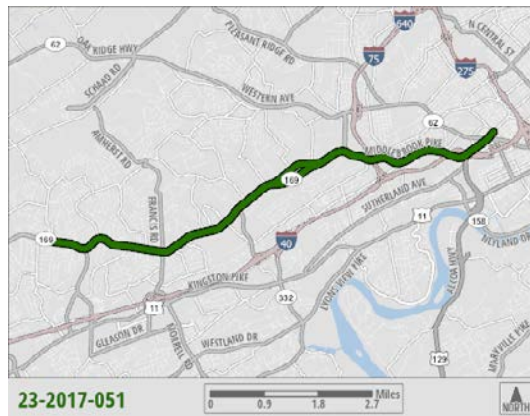 640
N CENTRAL ST
PLEASANT RIDGE RD
62
OAK RIDGE HWY
75
275
SCHAAD RD
WESTERN AVE
62
AMHERST RD
MIDDLEBROOK PIKE
169
SUTHERLAND AVE
FRANCIS RD
11
158
169
40
NEYLAND DR
KINGSTON PIKE
LYONS VIEW PIKE
ALCOA HWY
332
11
GLEASON DR
WESTLAND DR
MORRELL RD
129
MARYVILLE PIKE
23-2017-051
Miles
0 0.9 1.8 2.7
NORTH